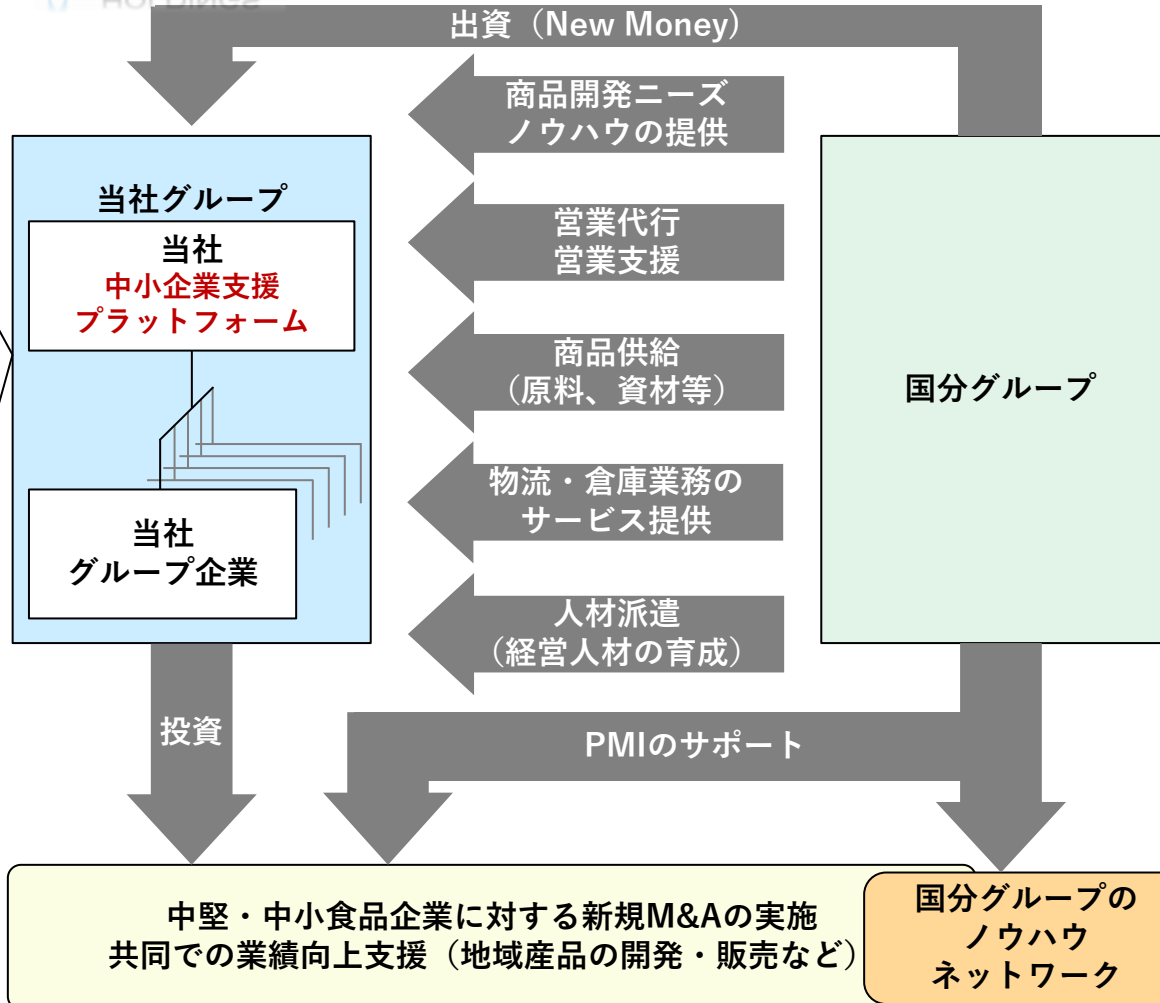 HOLDINGS
出資（New Money）
商品開発ニーズ
ノウハウの提供
当社グループ
当社
中小企業支援
プラットフォーム
営業代行
営業支援
商品供給
（原料、資材等）
国分グループ
物流・倉庫業務の
サービス提供
当社
グループ企業
人材派遣
（経営人材の育成）
投資
PMIのサポート
中堅・中小食品企業に対する新規M&Aの実施
共同での業績向上支援（地域産品の開発・販売など）
国分グループの
ノウハウ
ネットワーク